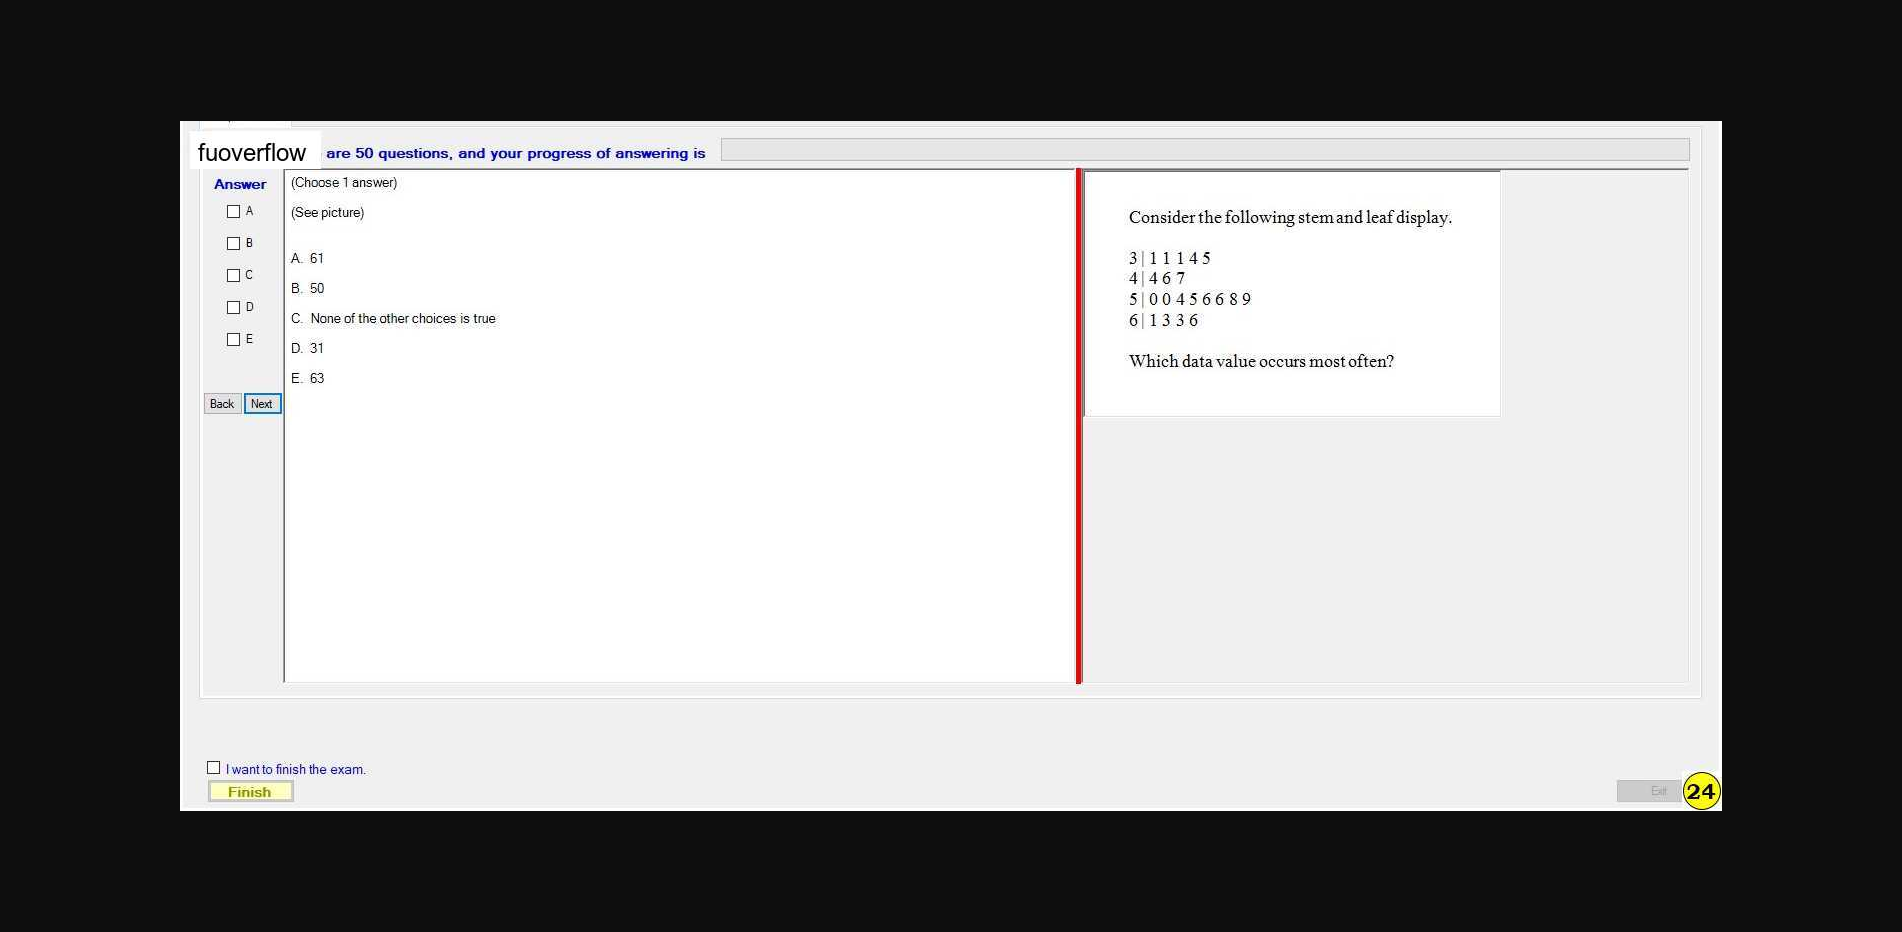 fuoverflow are 50 questions, and your progress of answering is
Answer
A
B
C
D
E
Back Next
(Choose 1 answer)
(See picture)
A. 61
B. 50
C. None of the other choices is true
D. 31
E. 63
Consider the following stem and leaf display.
3| 1 1 1 4 5
4| 4 6 7
5| 0 0 4 5 6 6 8 9
6| 1 3 3 6
Which data value occurs most often?
I want to finish the exam.
Finish
Exit
24